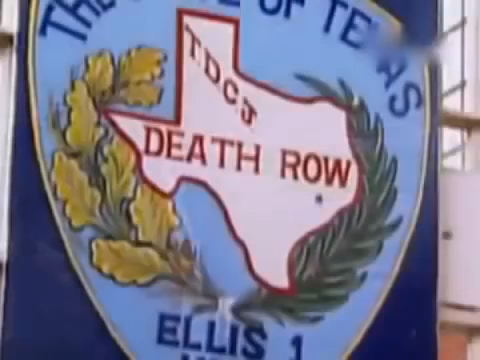 THE STATE OF TEXAS
TDCJ
DEATH ROW
ELLIS 1